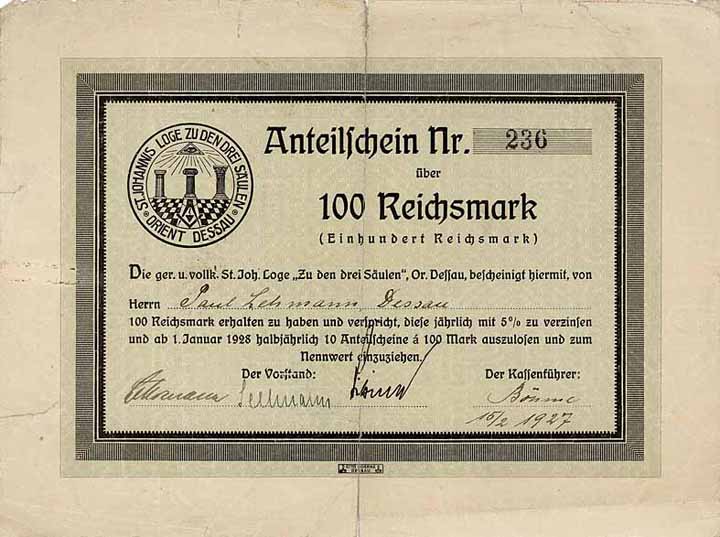 ST. JOHANNIS LOGE ZU DEN DREI SÄULEN
ORIENT DESSAU
Anteilschein Nr. 236
über
100 Reichsmark
(Einhundert Reichsmark)
Die ger. u. vollk. St. Joh. Loge „Zu den drei Säulen", Or. Dessau, bescheinigt hiermit, von
Herrn Paul Lehmann, Dessau
100 Reichsmark erhalten zu haben und verspricht, diese jährlich mit 5% zu verzinsen
und ab 1. Januar 1928 halbjährlich 10 Anteilscheine á 100 Mark auszulosen und zum
Nennwert einzuziehen.
Der Vorstand: Der Kassenführer:
Sellmann Böhme
16/2 1927
DESSAU